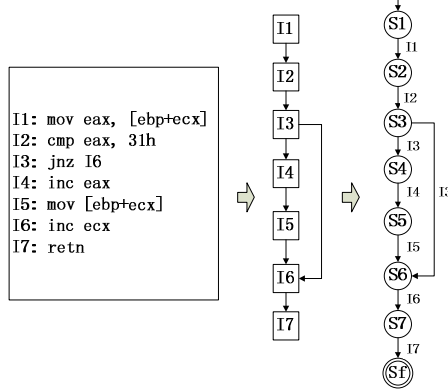 I1: mov eax, [ebp+ecx]
I2: cmp eax, 31h
I3: jnz I6
I4: inc eax
I5: mov [ebp+ecx]
I6: inc ecx
I7: retn
I1
I2
I3
I4
I5
I6
I7
S1
I1
S2
I2
S3
I3
S4
I4
I3
S5
I5
S6
I6
S7
I7
Sf